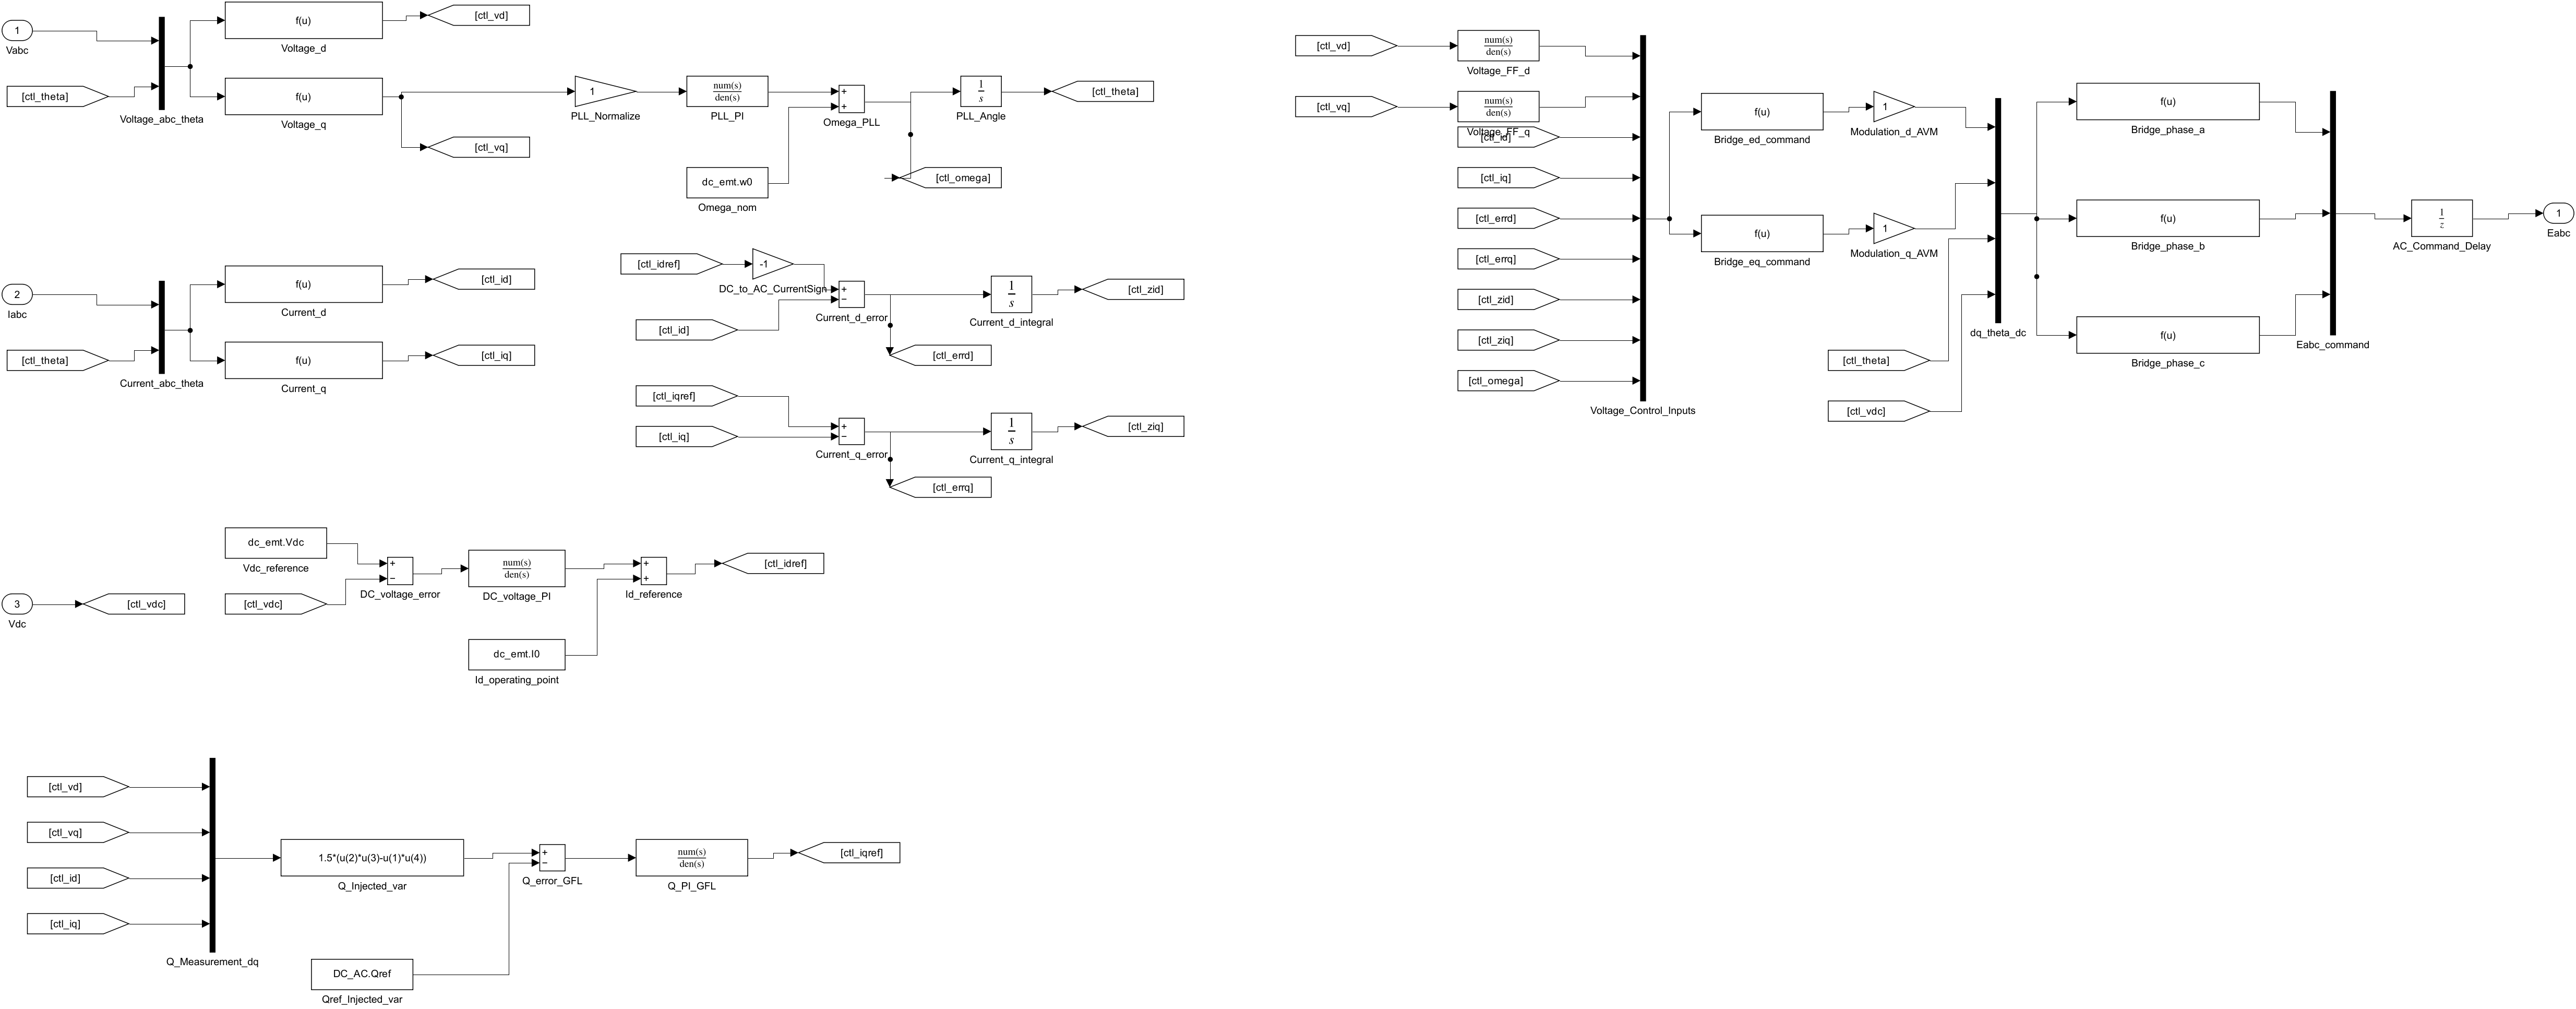 1
Vabc
[ctl_theta]
Voltage_abc_theta
f(u)
Voltage_d
[ctl_vd]
f(u)
Voltage_q
[ctl_vq]
1
PLL_Normalize
num(s)
den(s)
PLL_PI
+
+
Omega_PLL
1
s
PLL_Angle
[ctl_theta]
dc_emt.w0
Omega_nom
[ctl_omega]
2
Iabc
[ctl_theta]
Current_abc_theta
f(u)
Current_d
[ctl_id]
f(u)
Current_q
[ctl_iq]
[ctl_idref]
-1
DC_to_AC_CurrentSign
[ctl_id]
+
−
Current_d_error
1
s
Current_d_integral
[ctl_zid]
[ctl_errd]
[ctl_iqref]
[ctl_iq]
+
−
Current_q_error
1
s
Current_q_integral
[ctl_ziq]
[ctl_errq]
3
Vdc
[ctl_vdc]
dc_emt.Vdc
Vdc_reference
[ctl_vdc]
+
−
DC_voltage_error
num(s)
den(s)
DC_voltage_PI
+
+
Id_reference
[ctl_idref]
dc_emt.I0
Id_operating_point
[ctl_vd]
[ctl_vq]
[ctl_id]
[ctl_iq]
Q_Measurement_dq
1.5*(u(2)*u(3)-u(1)*u(4))
Q_Injected_var
+
−
Q_error_GFL
num(s)
den(s)
Q_PI_GFL
[ctl_iqref]
DC_AC.Qref
Qref_Injected_var
[ctl_vd]
num(s)
den(s)
Voltage_FF_d
[ctl_vq]
num(s)
den(s)
Voltage_FF_q
[ctl_id]
[ctl_iq]
[ctl_errd]
[ctl_errq]
[ctl_zid]
[ctl_ziq]
[ctl_omega]
Voltage_Control_Inputs
f(u)
Bridge_ed_command
1
Modulation_d_AVM
f(u)
Bridge_eq_command
1
Modulation_q_AVM
[ctl_theta]
[ctl_vdc]
dq_theta_dc
f(u)
Bridge_phase_a
f(u)
Bridge_phase_b
f(u)
Bridge_phase_c
Eabc_command
1
z
AC_Command_Delay
1
Eabc